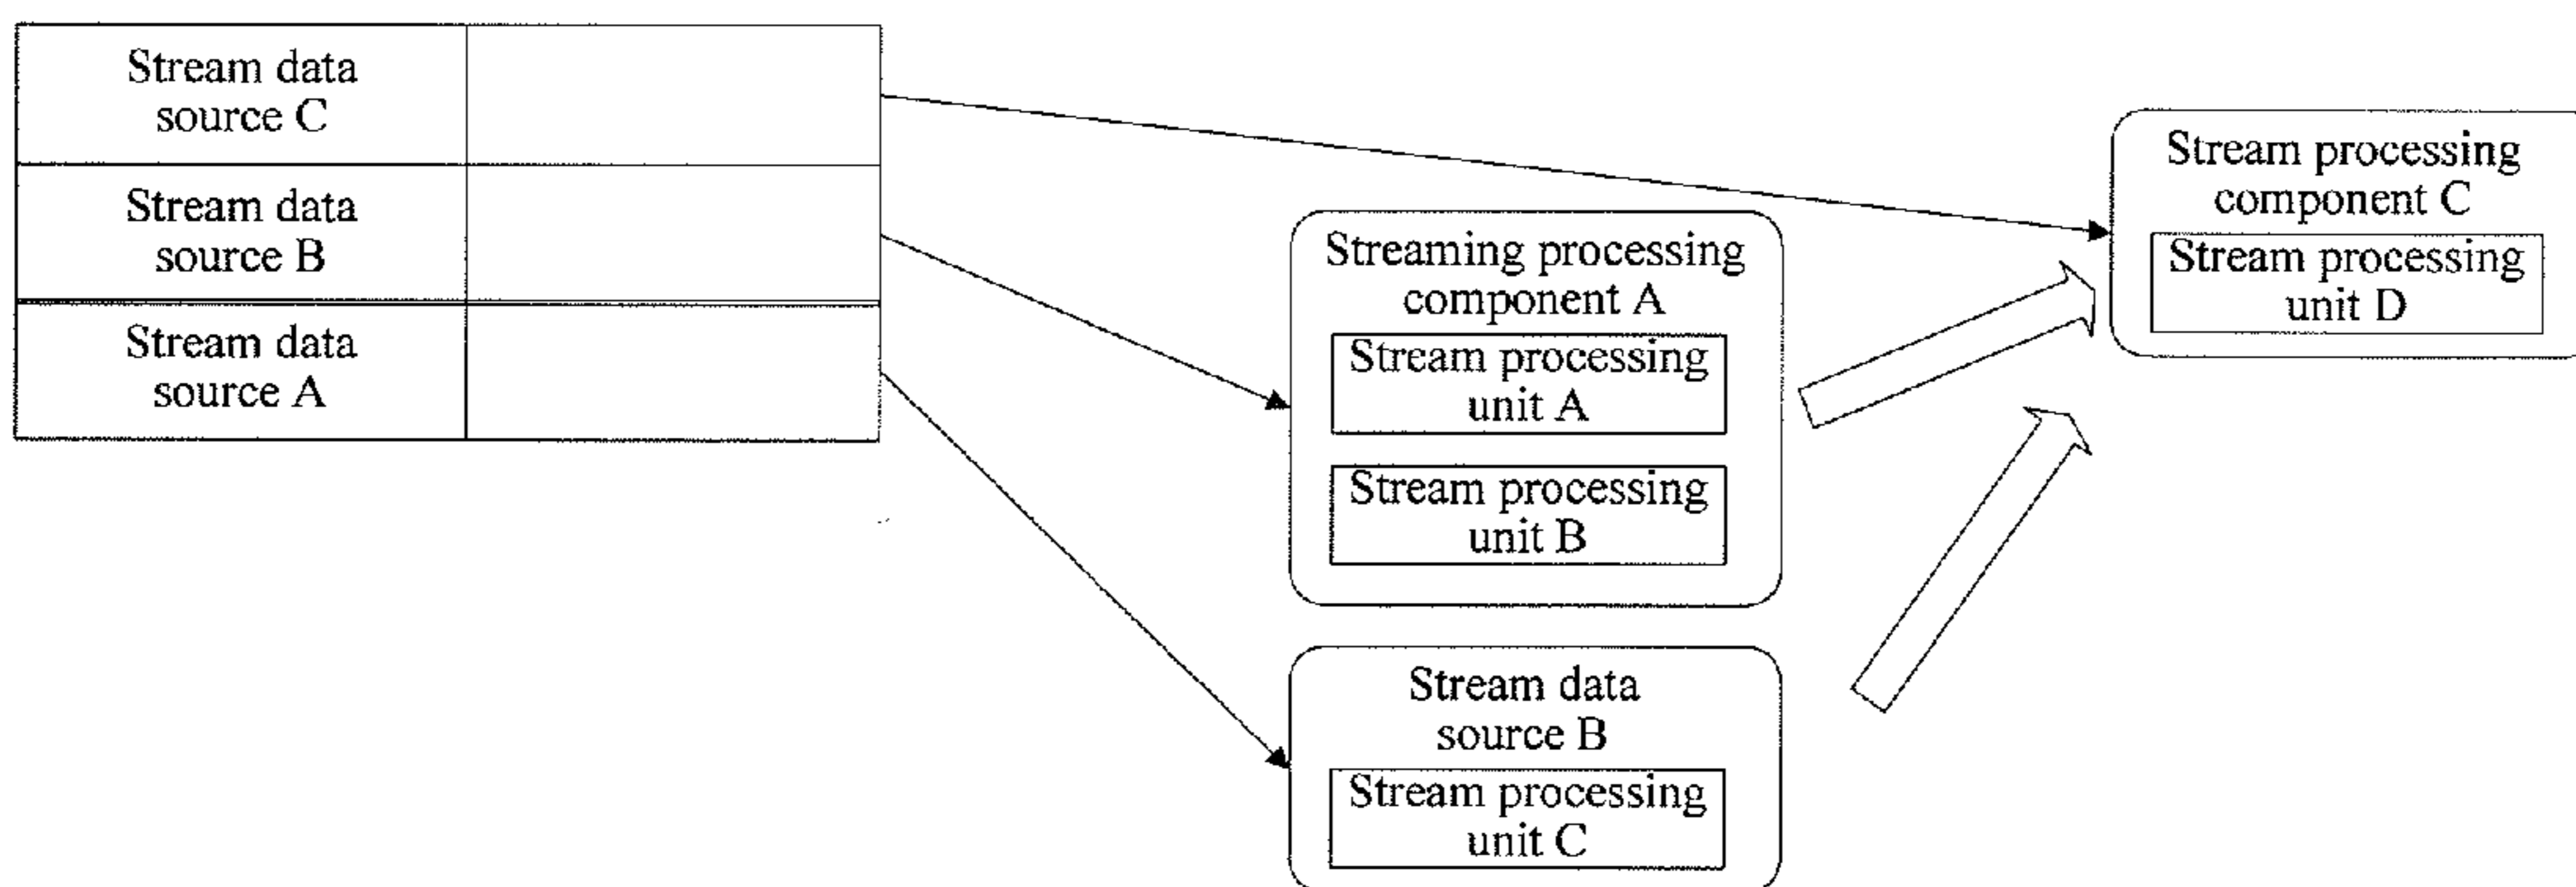 Stream data
source C
Stream data
source B
Stream data
source A
Streaming processing
component A
Stream processing
unit A
Stream processing
unit B
Stream data
source B
Stream processing
unit C
Stream processing
component C
Stream processing
unit D